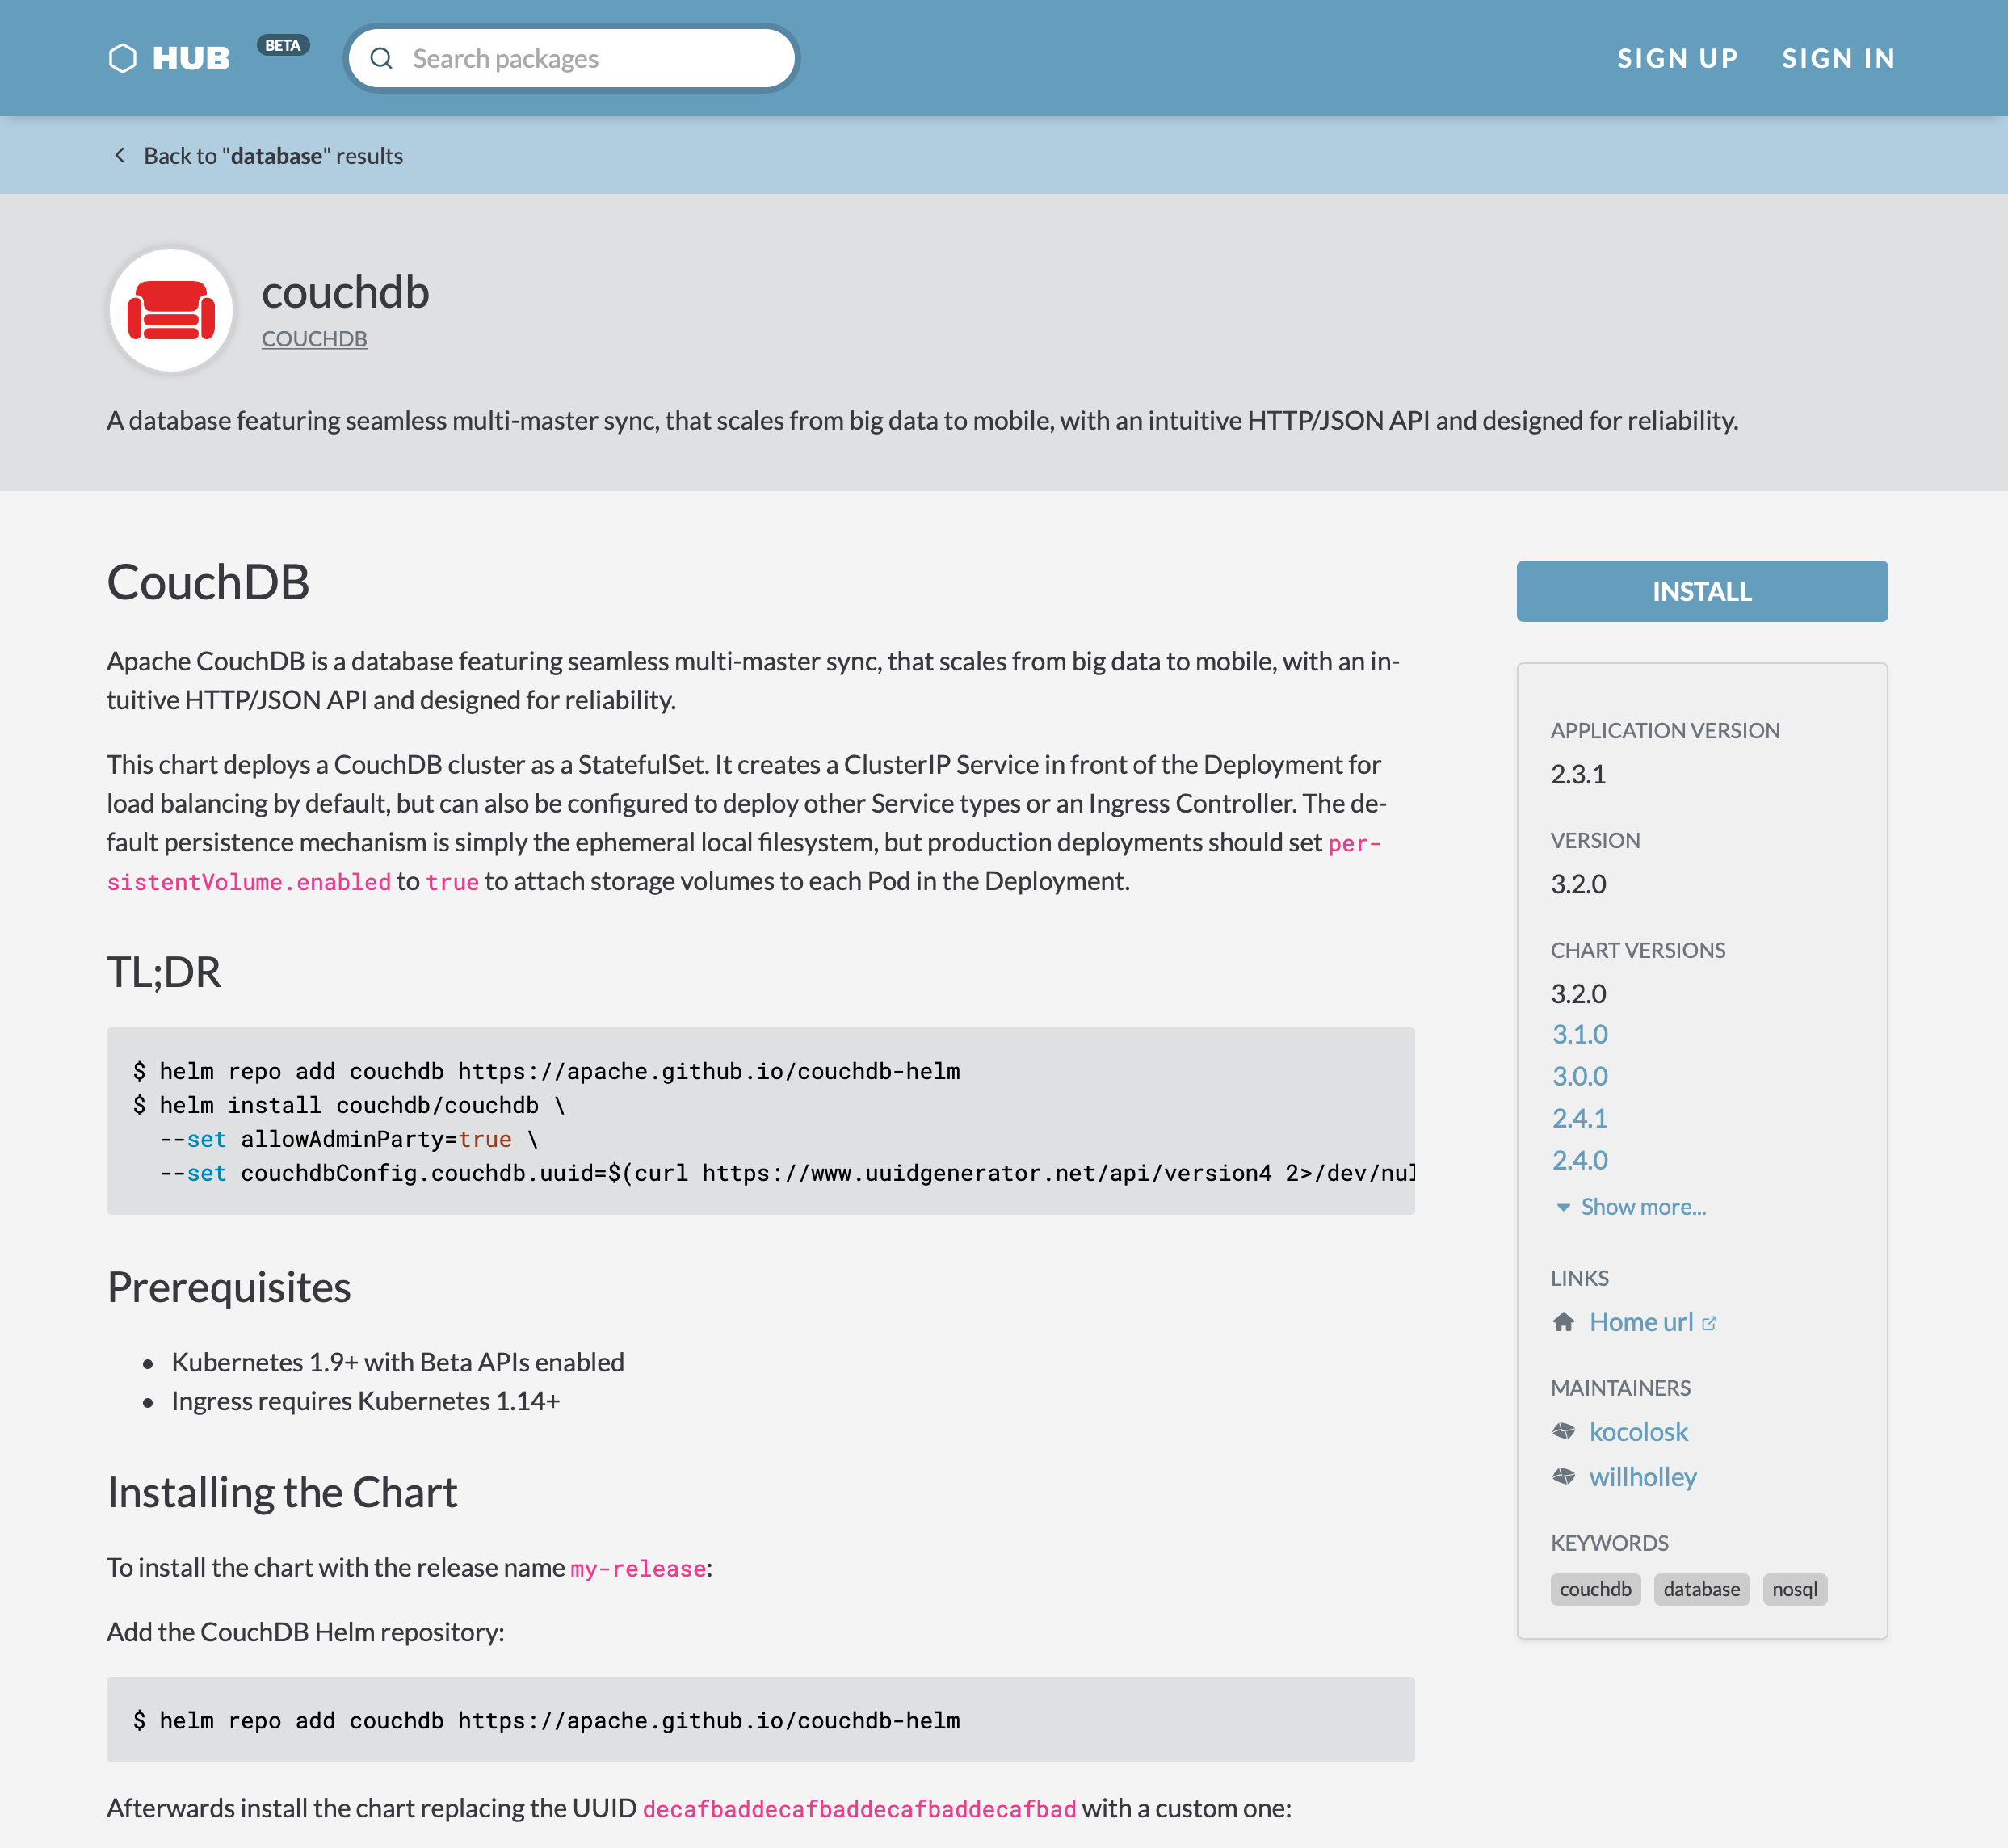 HUB BETA Search packages SIGN UP SIGN IN
Back to "database" results
couchdb
COUCHDB
A database featuring seamless multi-master sync, that scales from big data to mobile, with an intuitive HTTP/JSON API and designed for reliability.
CouchDB
Apache CouchDB is a database featuring seamless multi-master sync, that scales from big data to mobile, with an in-
tuitive HTTP/JSON API and designed for reliability.
This chart deploys a CouchDB cluster as a StatefulSet. It creates a ClusterIP Service in front of the Deployment for
load balancing by default, but can also be configured to deploy other Service types or an Ingress Controller. The de-
fault persistence mechanism is simply the ephemeral local filesystem, but production deployments should set per-
sistentVolume.enabled to true to attach storage volumes to each Pod in the Deployment.
TL;DR
$ helm repo add couchdb https://apache.github.io/couchdb-helm
$ helm install couchdb/couchdb \
  --set allowAdminParty=true \
  --set couchdbConfig.couchdb.uuid=$(curl https://www.uuidgenerator.net/api/version4 2>/dev/nul
Prerequisites
• Kubernetes 1.9+ with Beta APIs enabled
• Ingress requires Kubernetes 1.14+
Installing the Chart
To install the chart with the release name my-release:
Add the CouchDB Helm repository:
$ helm repo add couchdb https://apache.github.io/couchdb-helm
Afterwards install the chart replacing the UUID decafbaddecafbaddecafbaddecafbad with a custom one:
INSTALL
APPLICATION VERSION
2.3.1
VERSION
3.2.0
CHART VERSIONS
3.2.0
3.1.0
3.0.0
2.4.1
2.4.0
Show more...
LINKS
Home url
MAINTAINERS
kocolosk
willholley
KEYWORDS
couchdb database nosql